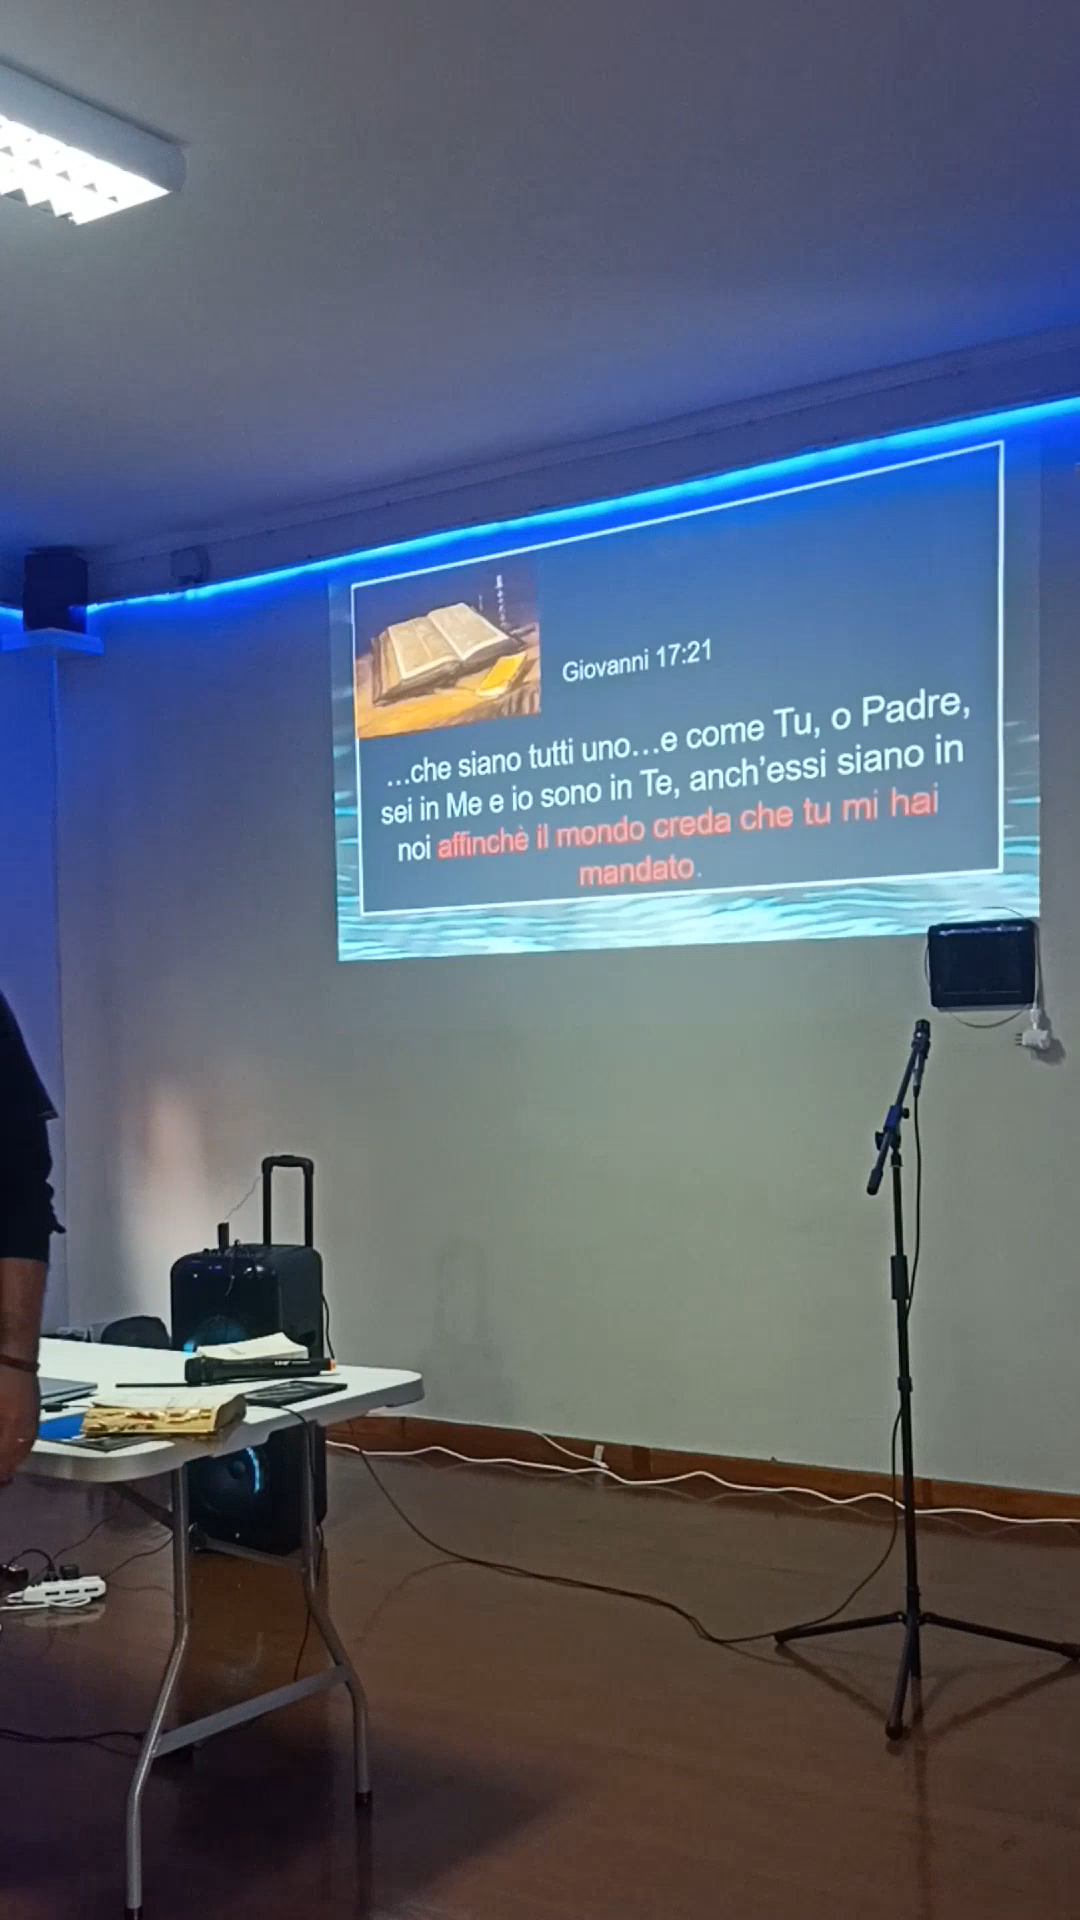 Giovanni 17:21
...che siano tutti uno...e come Tu, o Padre,
sei in Me e io sono in Te, anch'essi siano in
noi affinchè il mondo creda che tu mi hai
mandato.